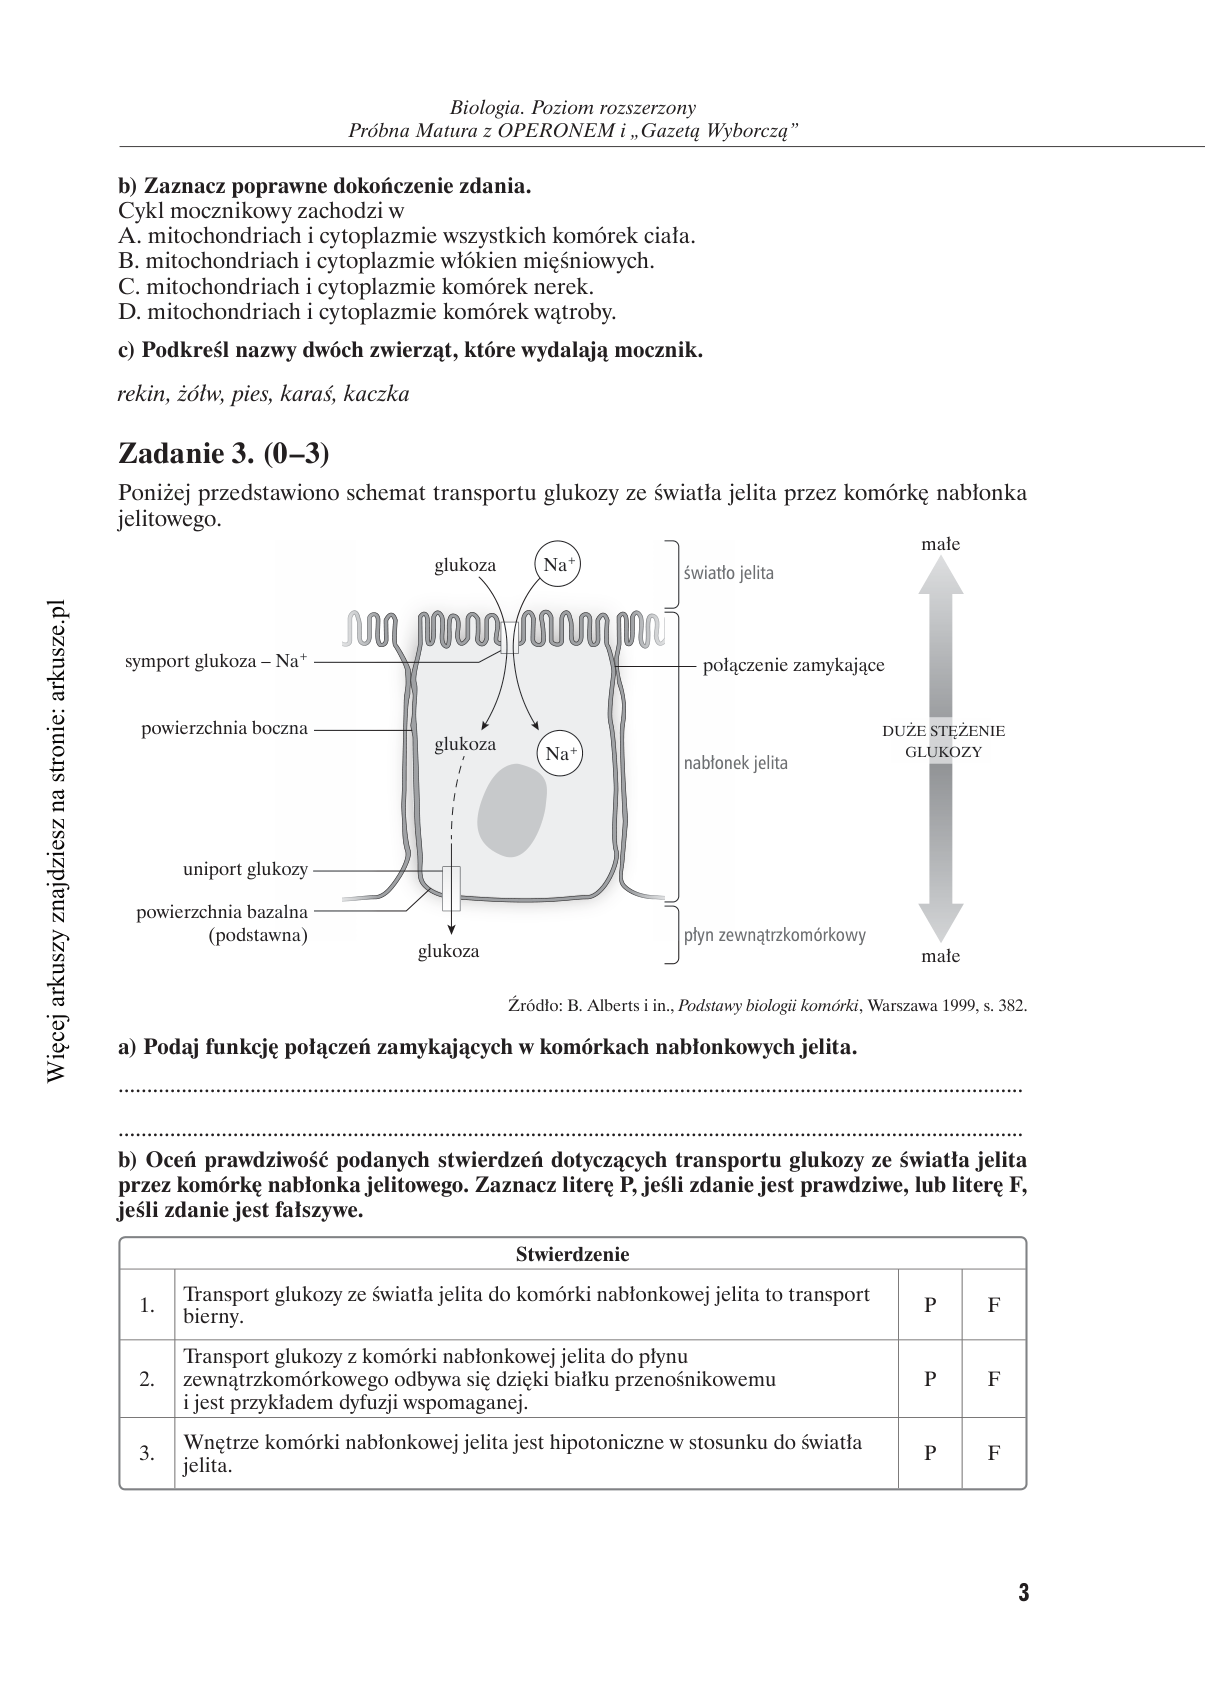 Biologia. Poziom rozszerzony
Próbna Matura z OPERONEM i „Gazetą Wyborczą”
b) Zaznacz poprawne dokończenie zdania.
Cykl mocznikowy zachodzi w
A. mitochondriach i cytoplazmie wszystkich komórek ciała.
B. mitochondriach i cytoplazmie włókien mięśniowych.
C. mitochondriach i cytoplazmie komórek nerek.
D. mitochondriach i cytoplazmie komórek wątroby.
c) Podkreśl nazwy dwóch zwierząt, które wydalają mocznik.
rekin, żółw, pies, karaś, kaczka
Zadanie 3. (0–3)
Poniżej przedstawiono schemat transportu glukozy ze światła jelita przez komórkę nabłonka
jelitowego.
glukoza
Na+
światło jelita
małe
symport glukoza – Na+
połączenie zamykające
powierzchnia boczna
glukoza
Na+
nabłonek jelita
DUŻE STĘŻENIE
GLUKOZY
uniport glukozy
powierzchnia bazalna
(podstawna)
glukoza
płyn zewnątrzkomórkowy
małe
Źródło: B. Alberts i in., Podstawy biologii komórki, Warszawa 1999, s. 382.
a) Podaj funkcję połączeń zamykających w komórkach nabłonkowych jelita.
b) Oceń prawdziwość podanych stwierdzeń dotyczących transportu glukozy ze światła jelita
przez komórkę nabłonka jelitowego. Zaznacz literę P, jeśli zdanie jest prawdziwe, lub literę F,
jeśli zdanie jest fałszywe.
Stwierdzenie
1. Transport glukozy ze światła jelita do komórki nabłonkowej jelita to transport
bierny. P F
2. Transport glukozy z komórki nabłonkowej jelita do płynu
zewnątrzkomórkowego odbywa się dzięki białku przenośnikowemu
i jest przykładem dyfuzji wspomaganej. P F
3. Wnętrze komórki nabłonkowej jelita jest hipotoniczne w stosunku do światła
jelita. P F
3
Więcej arkuszy znajdziesz na stronie: arkusze.pl